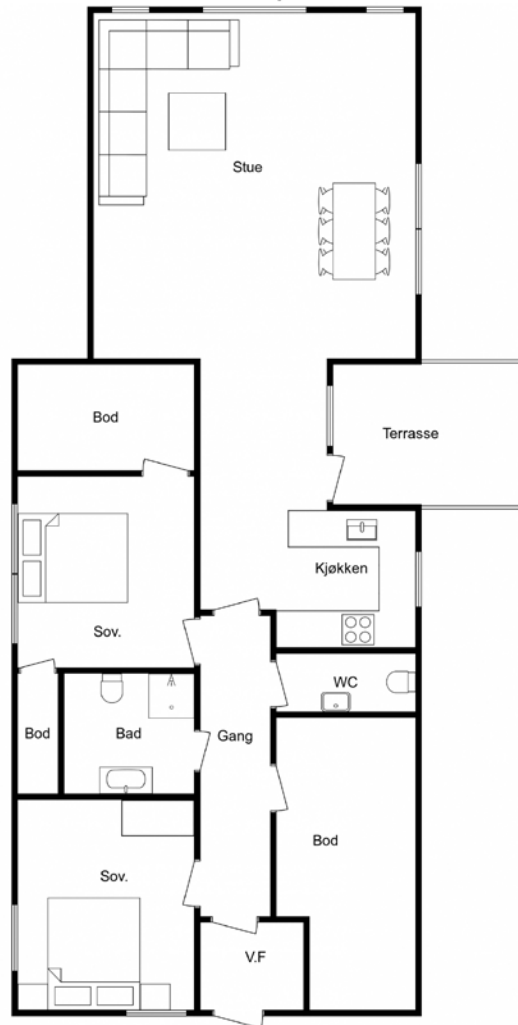 Stue
Bod
Terrasse
Kjøkken
Sov.
WC
Bod
Bad
Gang
Bod
Sov.
V.F